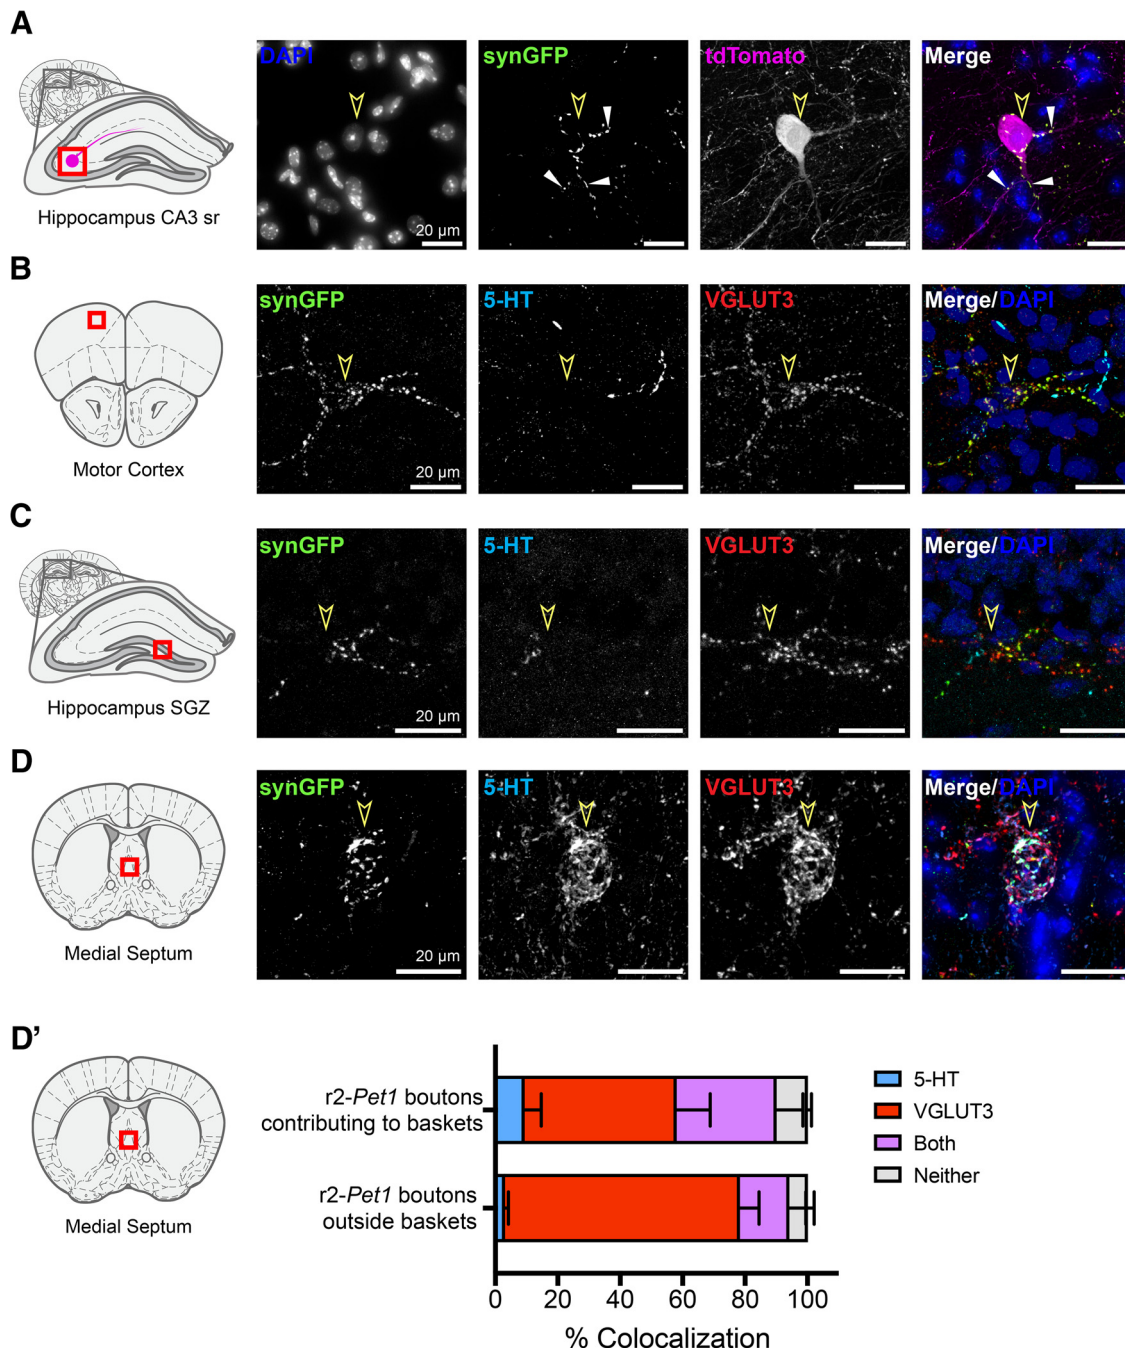 A
DAPI
synGFP
tdTomato
Merge
20 µm
Hippocampus CA3 sr
B
synGFP
5-HT
VGLUT3
Merge/DAPI
20 µm
Motor Cortex
C
synGFP
5-HT
VGLUT3
Merge/DAPI
20 µm
Hippocampus SGZ
D
synGFP
5-HT
VGLUT3
Merge/DAPI
20 µm
Medial Septum
D’
Medial Septum
r2-Pet1 boutons
contributing to baskets
r2-Pet1 boutons
outside baskets
5-HT
VGLUT3
Both
Neither
0 20 40 60 80 100
% Colocalization